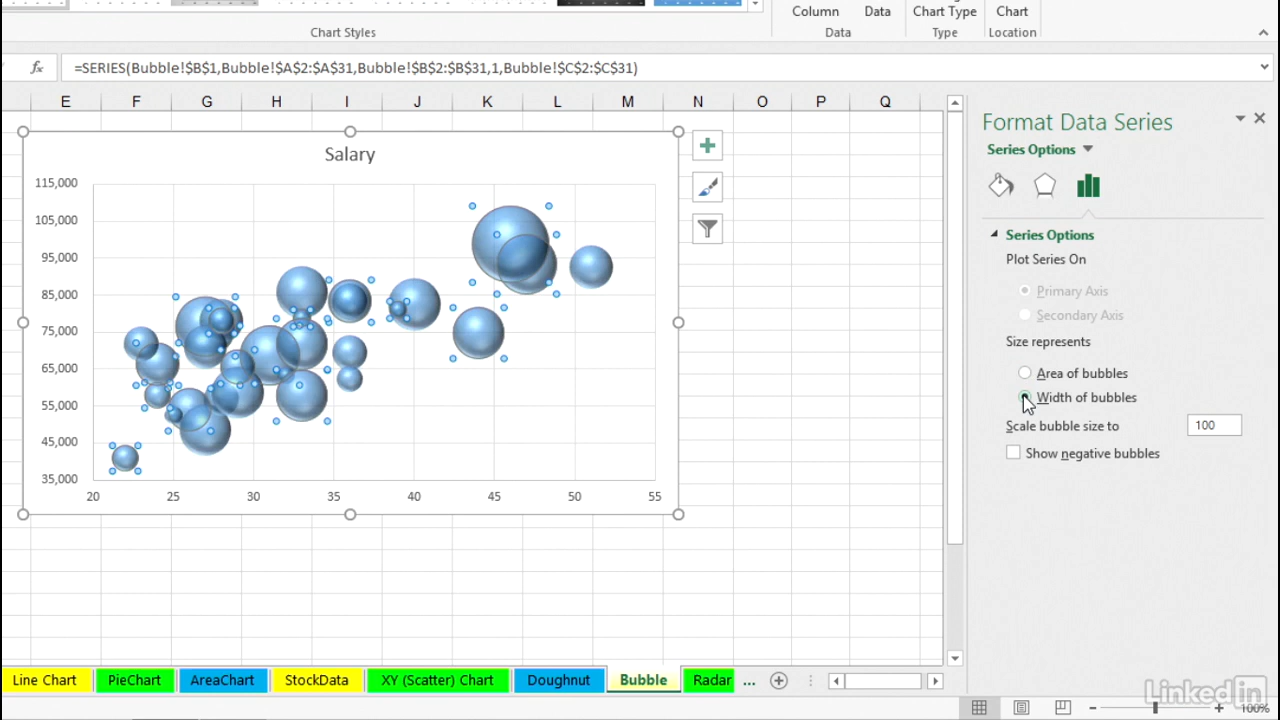 Column Data Chart Type Chart
Chart Styles Data Type Location
fx =SERIES(Bubble!$B$1,Bubble!$A$2:$A$31,Bubble!$B$2:$B$31,1,Bubble!$C$2:$C$31)
E F G H I J K L M N O P Q
Format Data Series
Series Options
Salary
115,000
105,000
95,000
85,000
75,000
65,000
55,000
45,000
35,000
20 25 30 35 40 45 50 55
Series Options
Plot Series On
Primary Axis
Secondary Axis
Size represents
Area of bubbles
Width of bubbles
Scale bubble size to 100
Show negative bubbles
Line Chart PieChart AreaChart StockData XY (Scatter) Chart Doughnut Bubble Radar ...
Linked in
100%